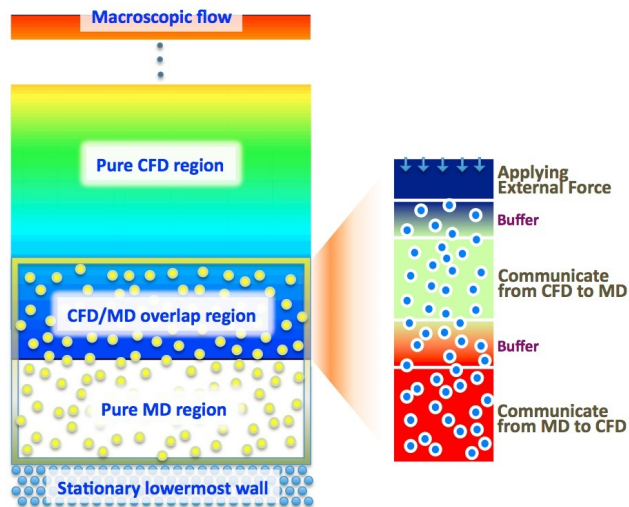 Macroscopic flow
Pure CFD region
CFD/MD overlap region
Pure MD region
Stationary lowermost wall
Applying
External Force
Buffer
Communicate
from CFD to MD
Buffer
Communicate
from MD to CFD